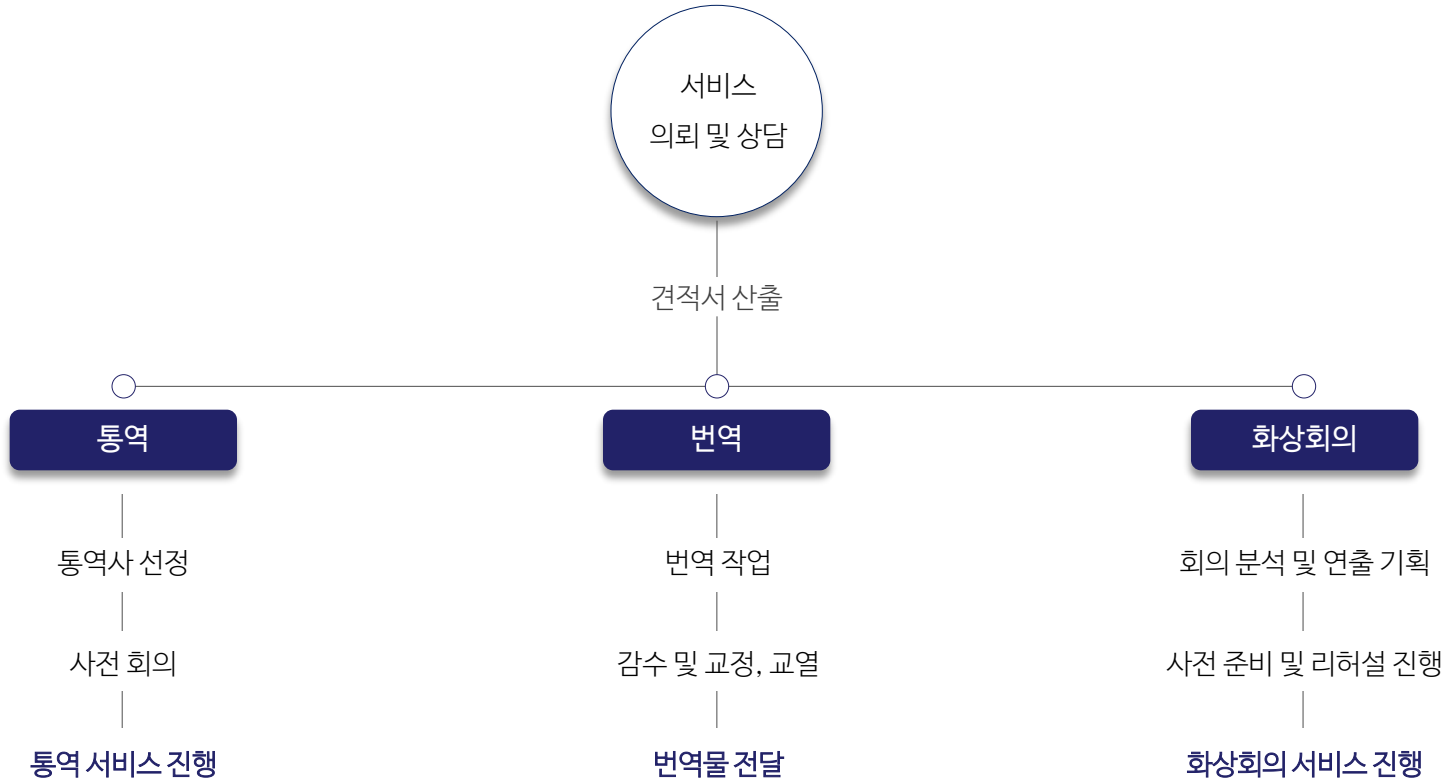 서비스
의뢰 및 상담
견적서 산출
통역
번역
화상회의
통역사 선정
번역 작업
회의 분석 및 연출 기획
사전 회의
감수 및 교정, 교열
사전 준비 및 리허설 진행
통역 서비스 진행
번역물 전달
화상회의 서비스 진행